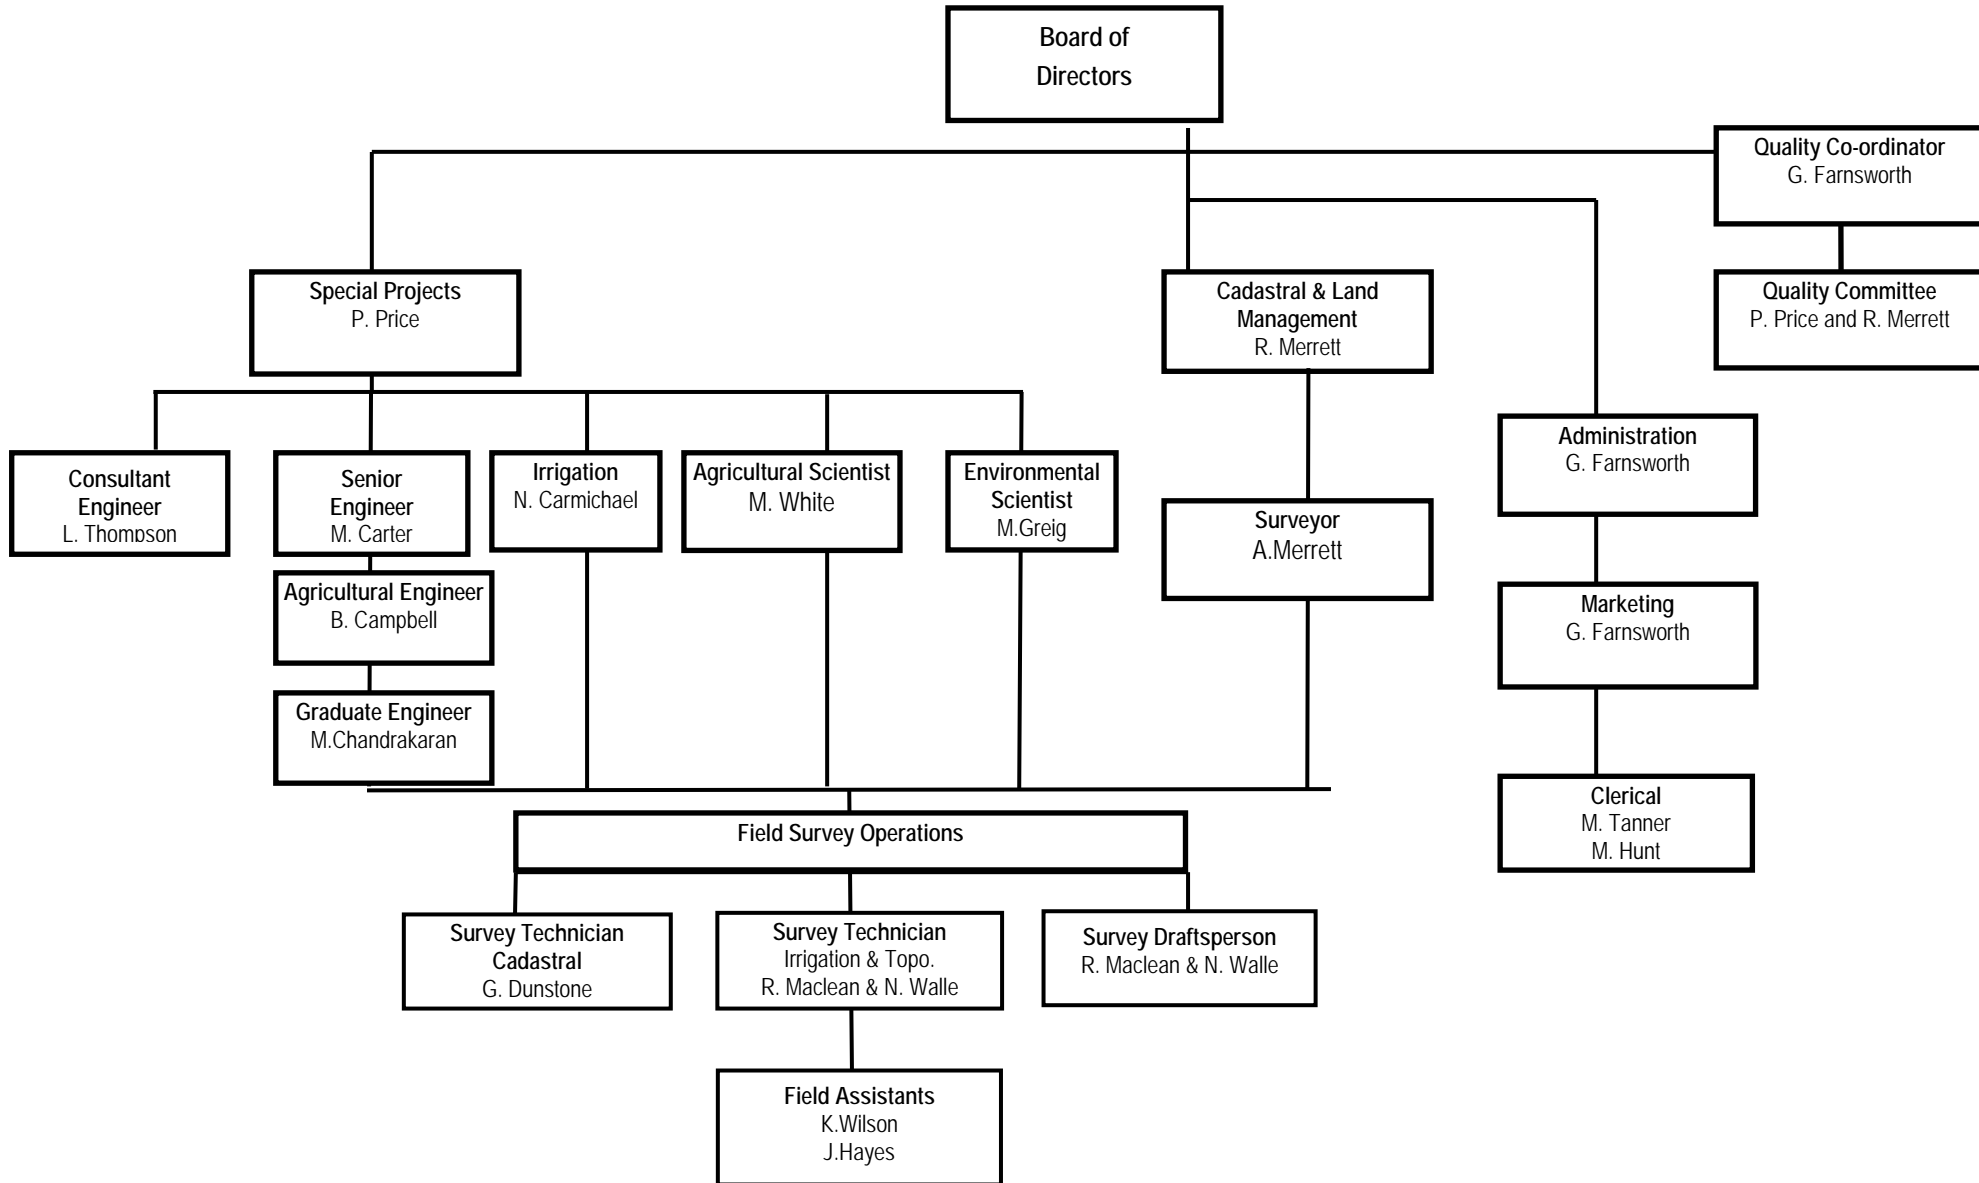 Board of
Directors
Quality Co-ordinator
G. Farnsworth
Special Projects
P. Price
Cadastral & Land
Management
R. Merrett
Quality Committee
P. Price and R. Merrett
Consultant
Engineer
L. Thompson
Senior
Engineer
M. Carter
Irrigation
N. Carmichael
Agricultural Scientist
M. White
Environmental
Scientist
M.Greig
Surveyor
A.Merrett
Administration
G. Farnsworth
Agricultural Engineer
B. Campbell
Marketing
G. Farnsworth
Graduate Engineer
M.Chandrakaran
Clerical
M. Tanner
M. Hunt
Field Survey Operations
Survey Technician
Cadastral
G. Dunstone
Survey Technician
Irrigation & Topo.
R. Maclean & N. Walle
Survey Draftsperson
R. Maclean & N. Walle
Field Assistants
K.Wilson
J.Hayes